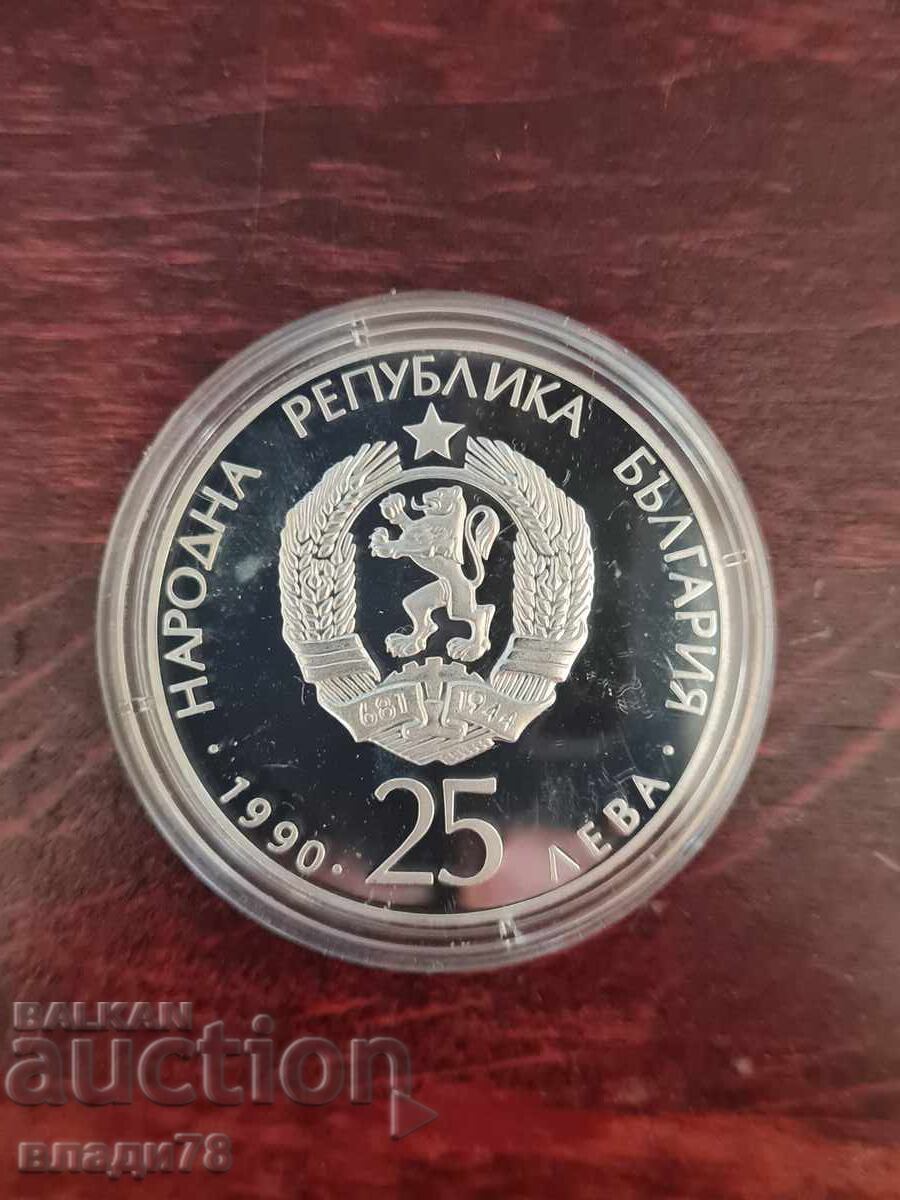 НАРОДНА РЕПУБЛИКА БЪЛГАРИЯ
681 1944
· 1990 · 25 ЛЕВА ·
BALKAN
auction
влади78